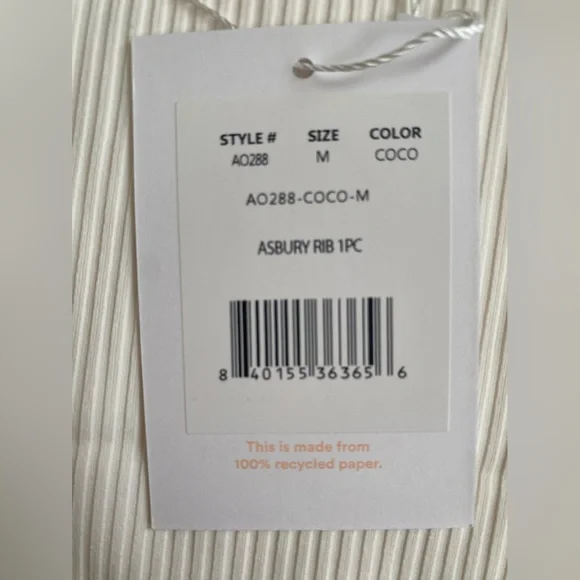 STYLE # SIZE COLOR
AO288 M COCO
AO288-COCO-M
ASBURY RIB 1PC
8 40155 36365 6
This is made from
100% recycled paper.